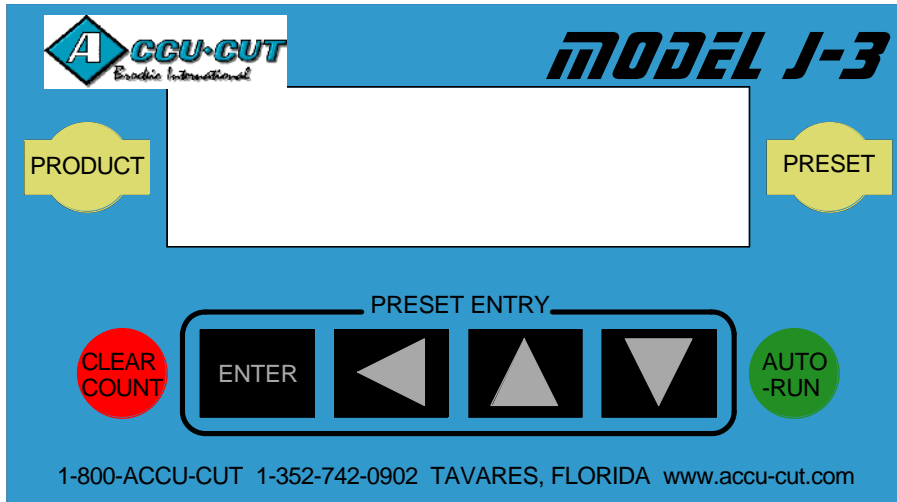 ACCU•CUT
Brodie International
MODEL J-3
PRODUCT
PRESET
PRESET ENTRY
CLEAR
COUNT
ENTER
AUTO
-RUN
1-800-ACCU-CUT 1-352-742-0902 TAVARES, FLORIDA www.accu-cut.com